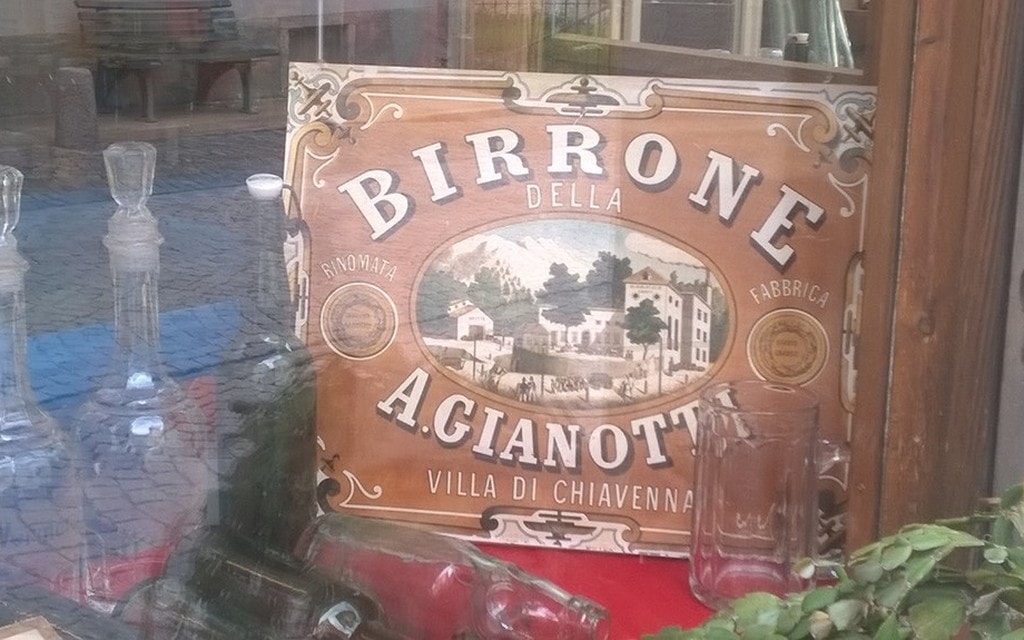 BIRRONE
DELLA
RINOMATA
FABBRICA
A.GIANOTTI
VILLA DI CHIAVENNA